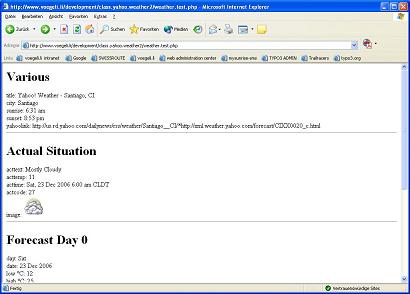 http://www.voegeli.li/development/class.yahoo.weather2/weather.test.php - Microsoft Internet Explorer
Datei Bearbeiten Ansicht Favoriten Extras ?
Zurück Suchen Favoriten Medien
Adresse http://www.voegeli.li/development/class.yahoo.weather2/weather.test.php
Links voegeli.li intranet Google SWISSROUTE voegeli.li web administration center mysunrise-sms TYPO3 ADMIN Trailtracers typo3.org
Various
title: Yahoo! Weather - Santiago, CI
city: Santiago
sunrise: 6:31 am
sunset: 8:53 pm
yahoolink: http://us.rd.yahoo.com/dailynews/rss/weather/Santiago__CI/*http://xml.weather.yahoo.com/forecast/CIXX0020_c.html
Actual Situation
acttext: Mostly Cloudy
acttemp: 11
acttime: Sat, 23 Dec 2006 6:00 am CLDT
actcode: 27
image:
Forecast Day 0
day: Sat
date: 23 Dec 2006
low °C: 12
high °C: 25
Fertig Vertrauenswürdige Sites